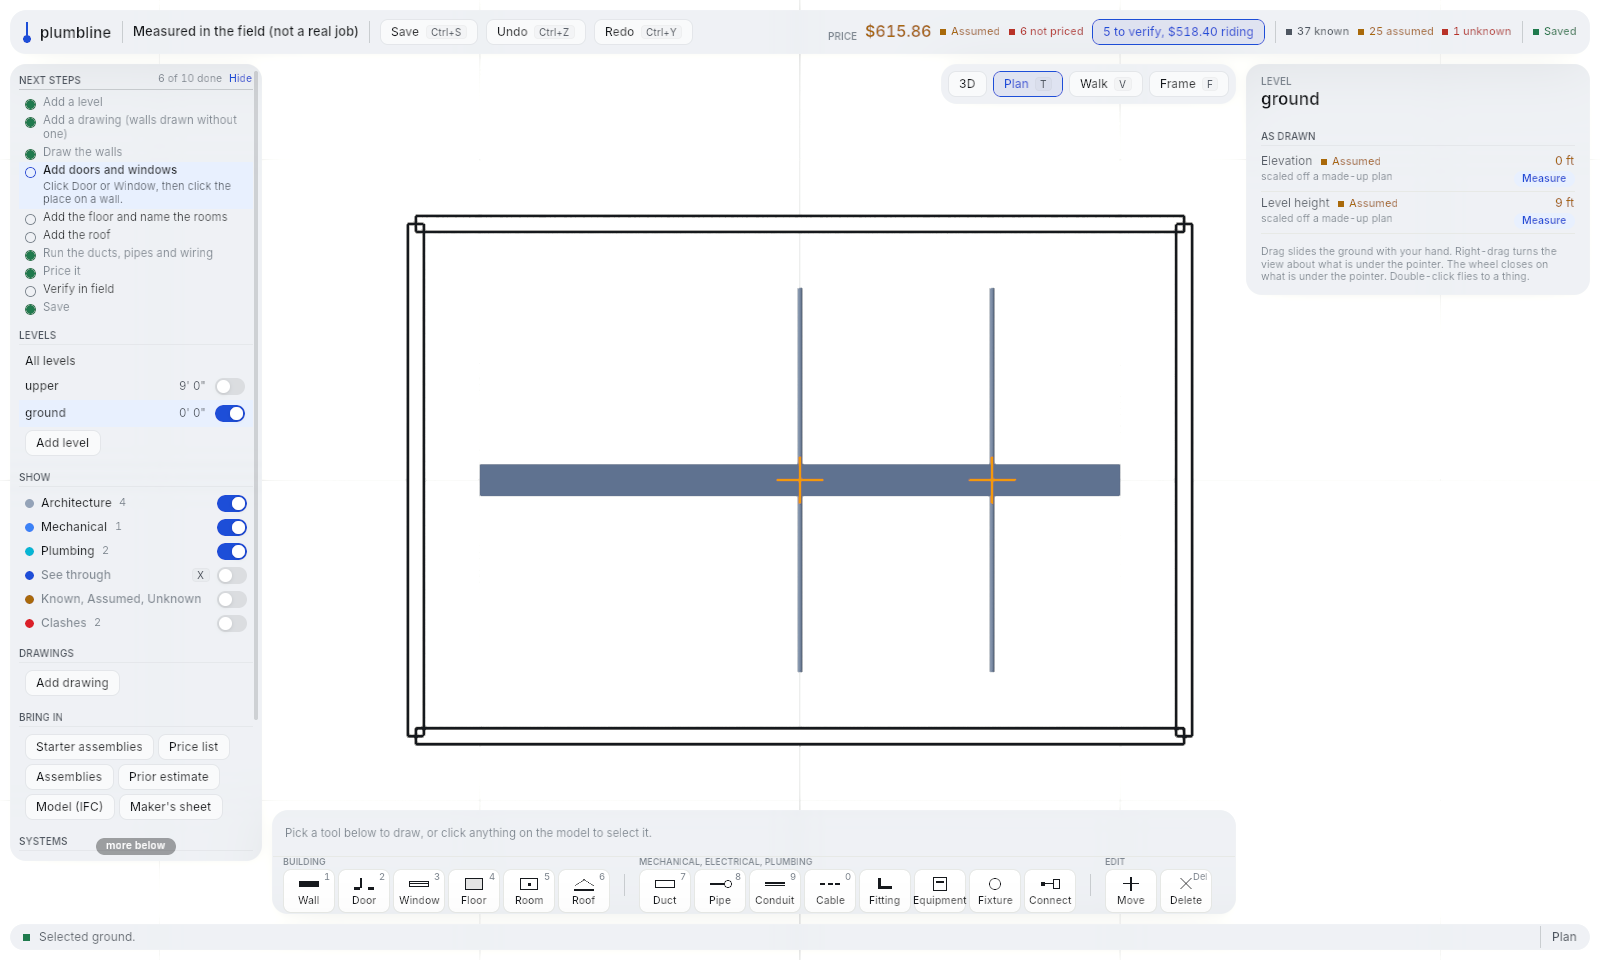 plumbline
Measured in the field (not a real job)
Save Ctrl+S
Undo Ctrl+Z
Redo Ctrl+Y
PRICE $615.86
Assumed
6 not priced
5 to verify, $518.40 riding
37 known
25 assumed
1 unknown
Saved
NEXT STEPS
6 of 10 done
Hide
Add a level
Add a drawing (walls drawn without
one)
Draw the walls
Add doors and windows
Click Door or Window, then click the
place on a wall.
Add the floor and name the rooms
Add the roof
Run the ducts, pipes and wiring
Price it
Verify in field
Save
LEVELS
All levels
upper 9' 0"
ground 0' 0"
Add level
SHOW
Architecture 4
Mechanical 1
Plumbing 2
See through X
Known, Assumed, Unknown
Clashes 2
DRAWINGS
Add drawing
BRING IN
Starter assemblies
Price list
Assemblies
Prior estimate
Model (IFC)
Maker's sheet
SYSTEMS
more below
3D
Plan T
Walk V
Frame F
LEVEL
ground
AS DRAWN
Elevation Assumed 0 ft
scaled off a made-up plan Measure
Level height Assumed 9 ft
scaled off a made-up plan Measure
Drag slides the ground with your hand. Right-drag turns the
view about what is under the pointer. The wheel closes on
what is under the pointer. Double-click flies to a thing.
Pick a tool below to draw, or click anything on the model to select it.
BUILDING
1 Wall
2 Door
3 Window
4 Floor
5 Room
6 Roof
MECHANICAL, ELECTRICAL, PLUMBING
7 Duct
8 Pipe
9 Conduit
0 Cable
Fitting
Equipment
Fixture
Connect
EDIT
Move
Del Delete
Selected ground.
Plan